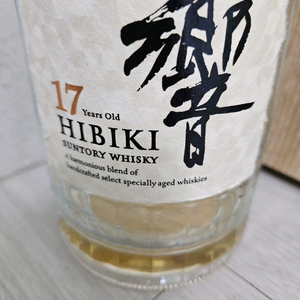 響
17 Years Old
HIBIKI
SUNTORY WHISKY
A harmonious blend of
handcrafted select specially aged whiskies